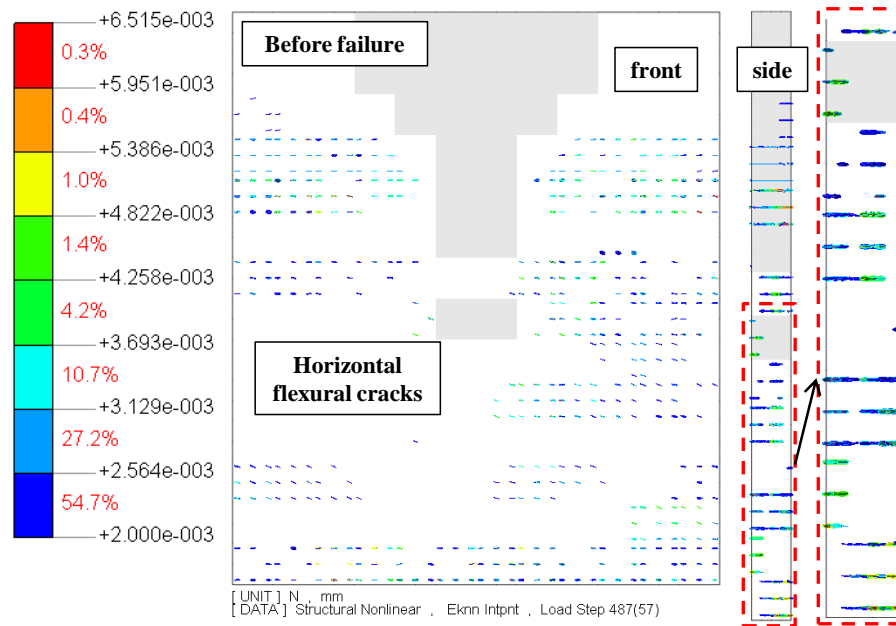 +6.515e-003
0.3%
+5.951e-003
0.4%
+5.386e-003
1.0%
+4.822e-003
1.4%
+4.258e-003
4.2%
+3.693e-003
10.7%
+3.129e-003
27.2%
+2.564e-003
54.7%
+2.000e-003
Before failure
front
side
Horizontal
flexural cracks
[ UNIT ] N , mm
[ DATA ] Structural Nonlinear , Eknn Intpnt , Load Step 487(57)